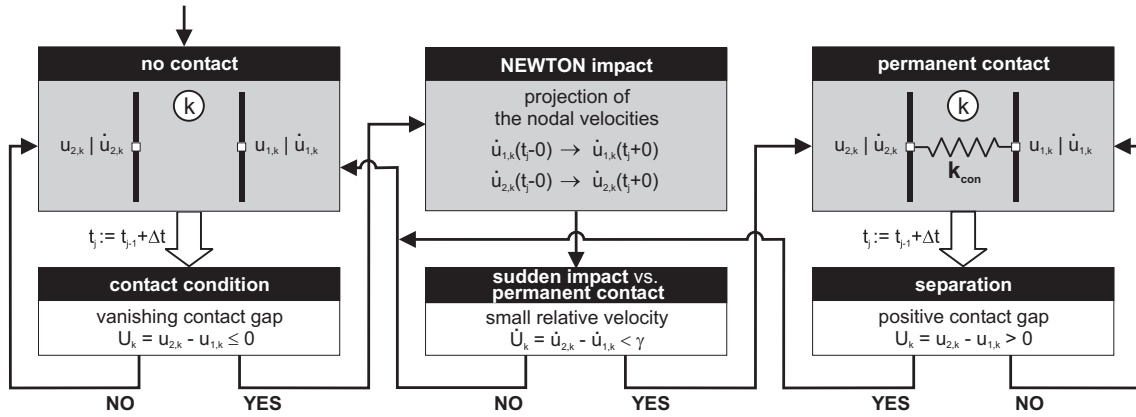 no contact
k
u2,k | u̇2,k
u1,k | u̇1,k
tj := tj-1+Δt
contact condition
vanishing contact gap
Uk = u2,k - u1,k ≤ 0
NO
YES
NEWTON impact
projection of
the nodal velocities
u̇1,k(tj-0) → u̇1,k(tj+0)
u̇2,k(tj-0) → u̇2,k(tj+0)
sudden impact vs.
permanent contact
small relative velocity
U̇k = u̇2,k - u̇1,k < γ
NO
YES
permanent contact
k
u2,k | u̇2,k
u1,k | u̇1,k
kcon
tj := tj-1+Δt
separation
positive contact gap
Uk = u2,k - u1,k > 0
YES
NO